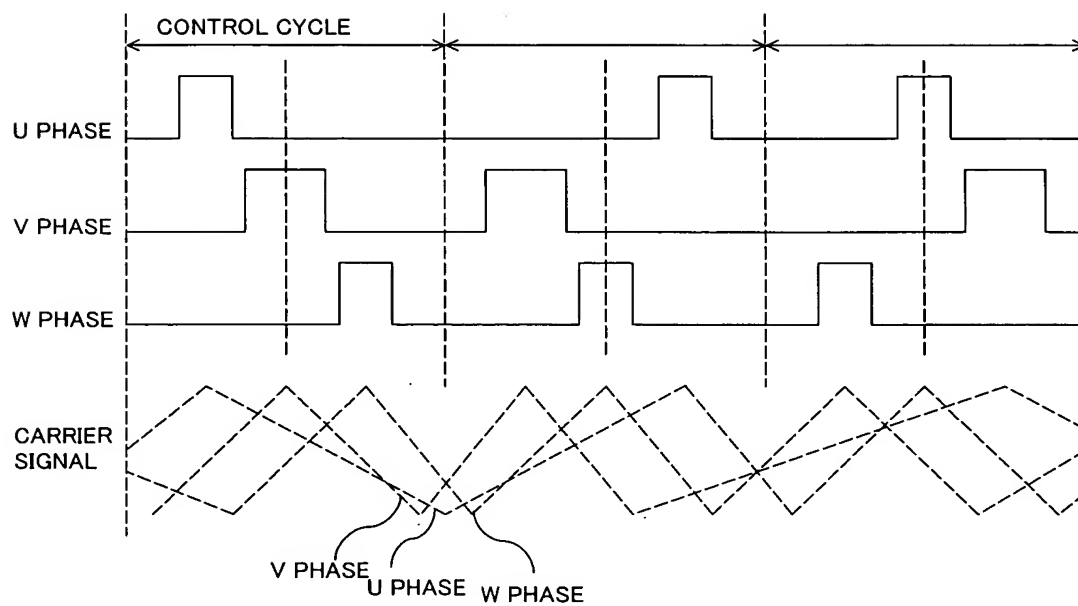 CONTROL CYCLE
U PHASE
V PHASE
W PHASE
CARRIER
SIGNAL
V PHASE
U PHASE
W PHASE